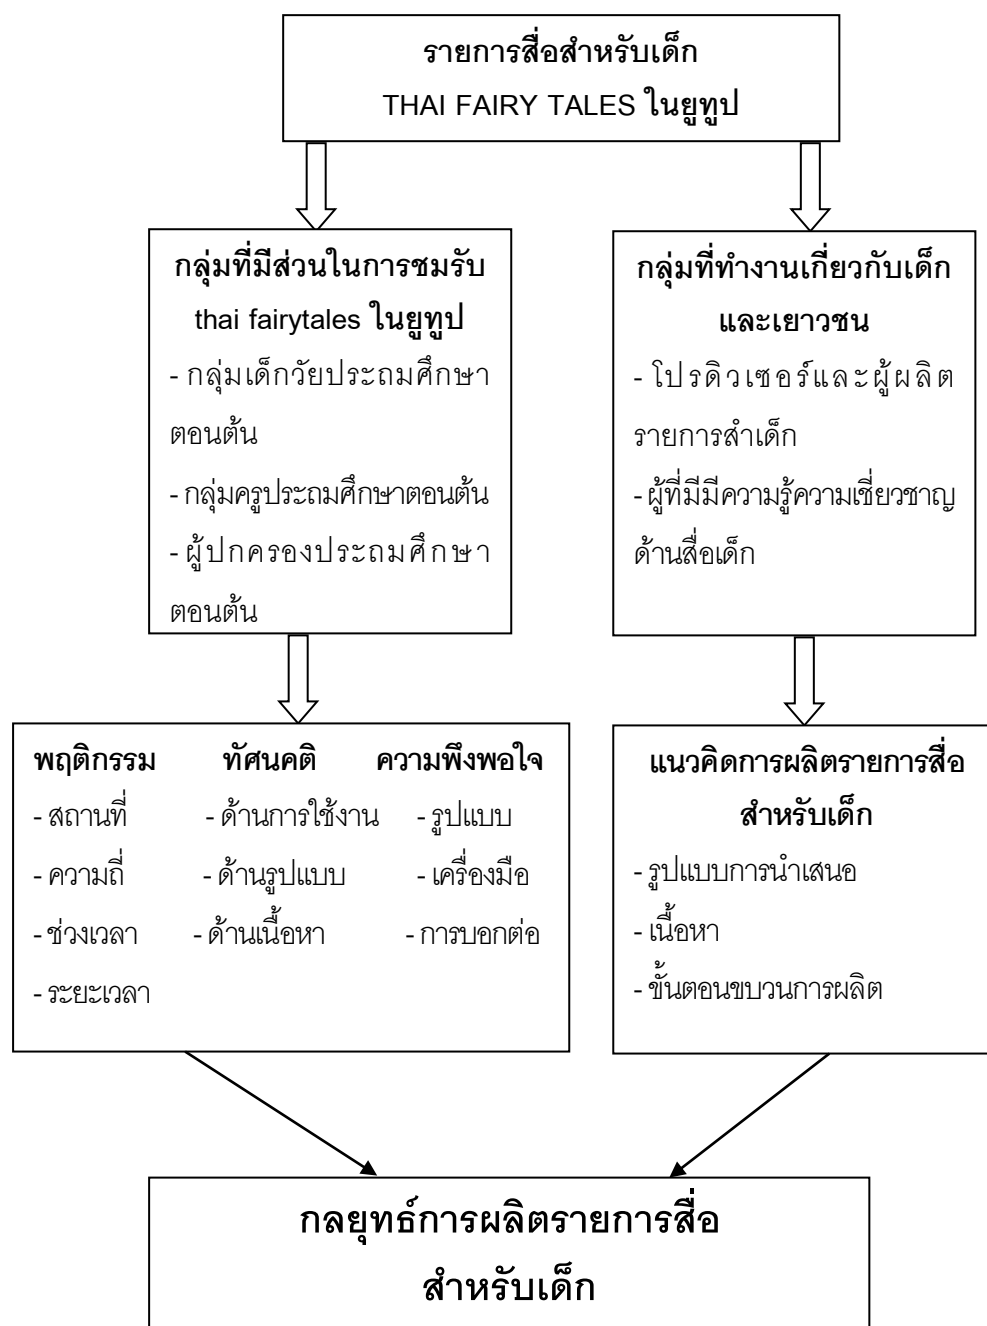 รายการสื่อสำหรับเด็ก
THAI FAIRY TALES ในยูทูป
กลุ่มที่มีส่วนในการชมรับ
thai fairytales ในยูทูป
- กลุ่มเด็กวัยประถมศึกษา
ตอนต้น
- กลุ่มครูประถมศึกษาตอนต้น
- ผู้ปกครองประถมศึกษา
ตอนต้น
กลุ่มที่ทำงานเกี่ยวกับเด็ก
และเยาวชน
- โปรดิวเซอร์และผู้ผลิต
รายการสำเด็ก
- ผู้ที่มีมีความรู้ความเชี่ยวชาญ
ด้านสื่อเด็ก
พฤติกรรม ทัศนคติ ความพึงพอใจ
- สถานที่ - ด้านการใช้งาน - รูปแบบ
- ความถี่ - ด้านรูปแบบ - เครื่องมือ
- ช่วงเวลา - ด้านเนื้อหา - การบอกต่อ
- ระยะเวลา
แนวคิดการผลิตรายการสื่อ
สำหรับเด็ก
- รูปแบบการนำเสนอ
- เนื้อหา
- ขั้นตอนขบวนการผลิต
กลยุทธ์การผลิตรายการสื่อ
สำหรับเด็ก